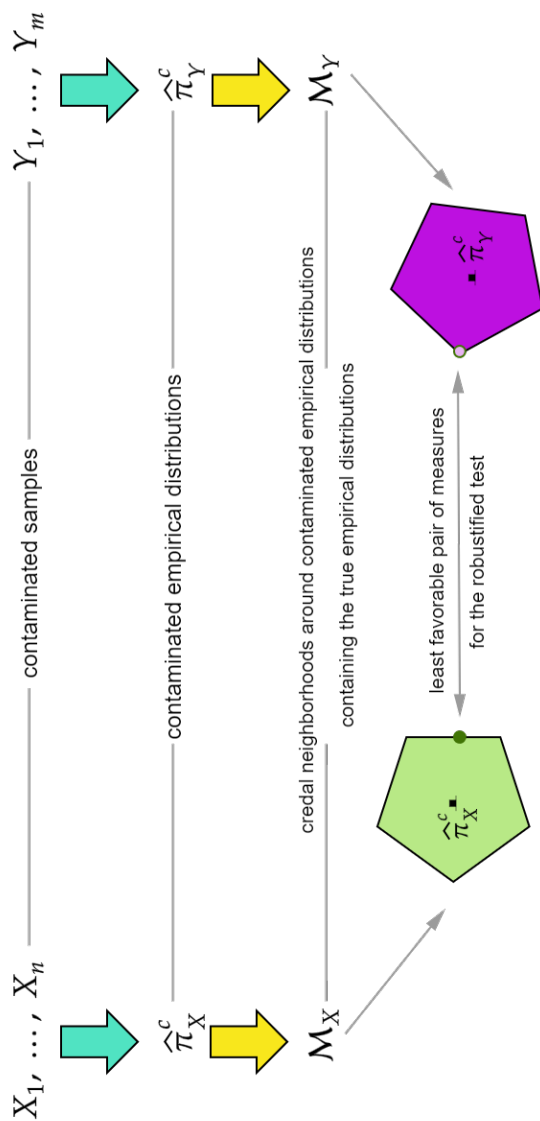 X₁, …, Xₙ contaminated samples Y₁, …, Yₘ
π̂ᶜ_X contaminated empirical distributions π̂ᶜ_Y
credal neighborhoods around contaminated empirical distributions
ℳ_X ℳ_Y
containing the true empirical distributions
π̂ᶜ_X
least favorable pair of measures
for the robustified test
π̂ᶜ_Y